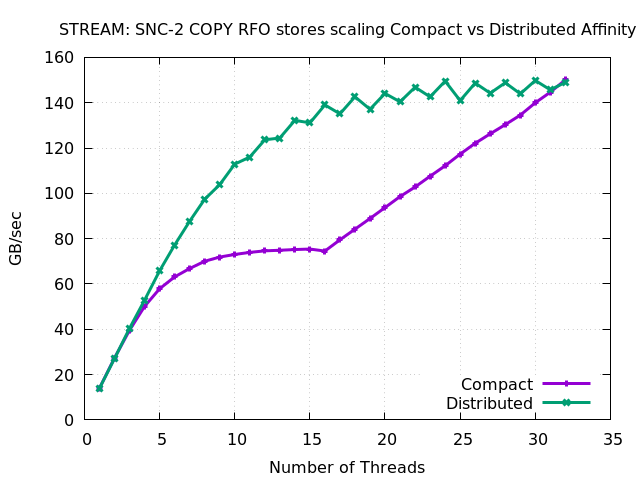 STREAM: SNC-2 COPY RFO stores scaling Compact vs Distributed Affinity
160
140
120
100
80
60
40
20
0
GB/sec
Compact
Distributed
0 5 10 15 20 25 30 35
Number of Threads